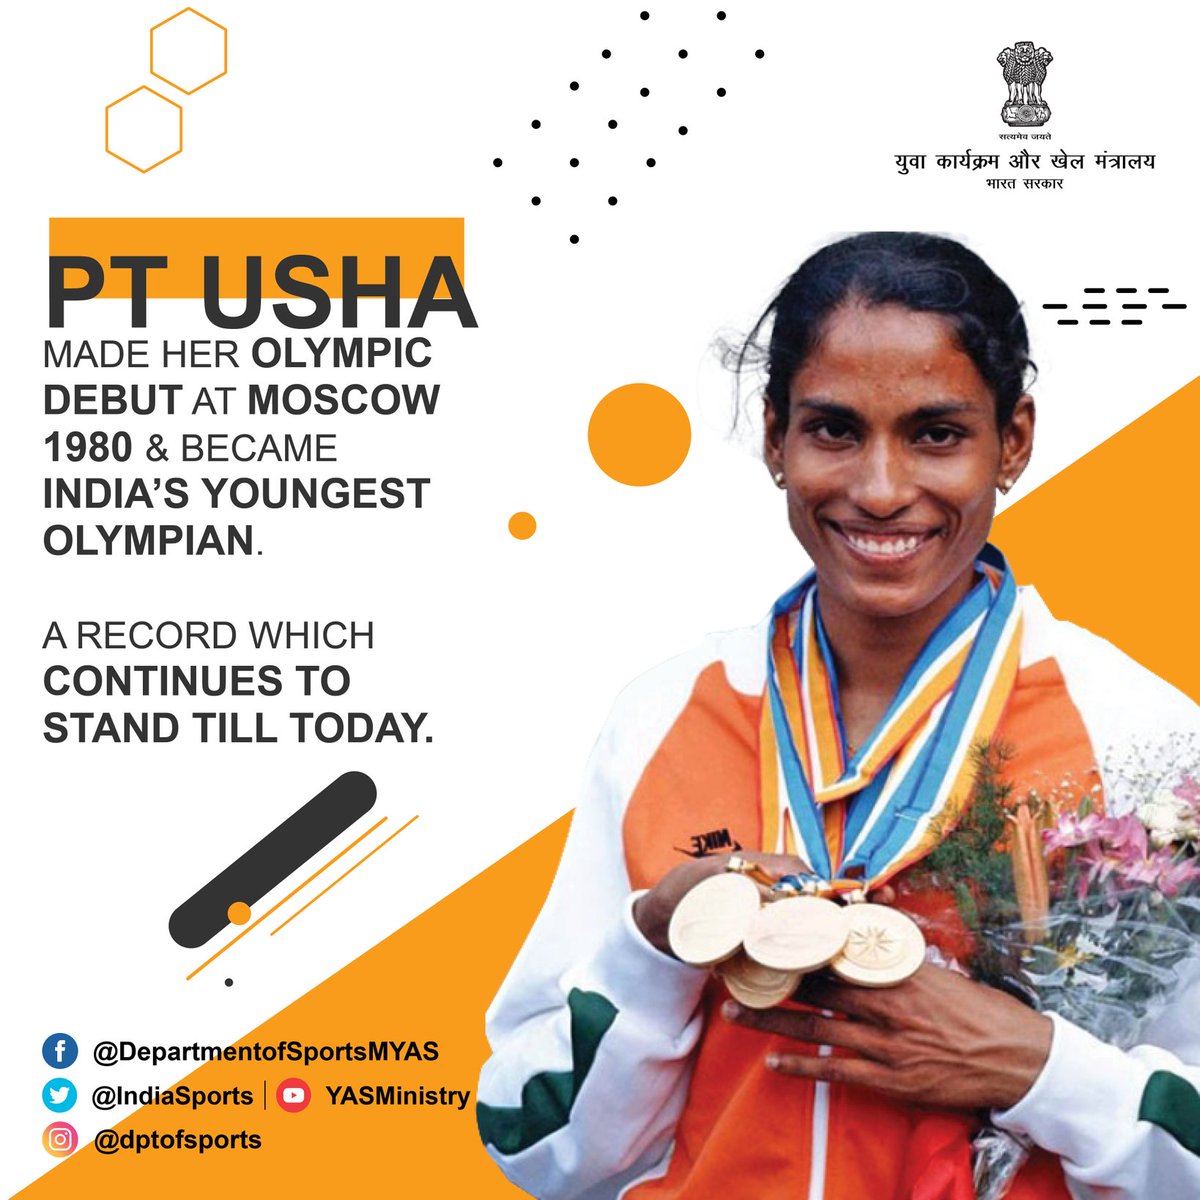 सत्यमेव जयते
युवा कार्यक्रम और खेल मंत्रालय
भारत सरकार
PT USHA
MADE HER OLYMPIC
DEBUT AT MOSCOW
1980 & BECAME
INDIA’S YOUNGEST
OLYMPIAN.
A RECORD WHICH
CONTINUES TO
STAND TILL TODAY.
NIKE
@DepartmentofSportsMYAS
@IndiaSports | YASMinistry
@dptofsports